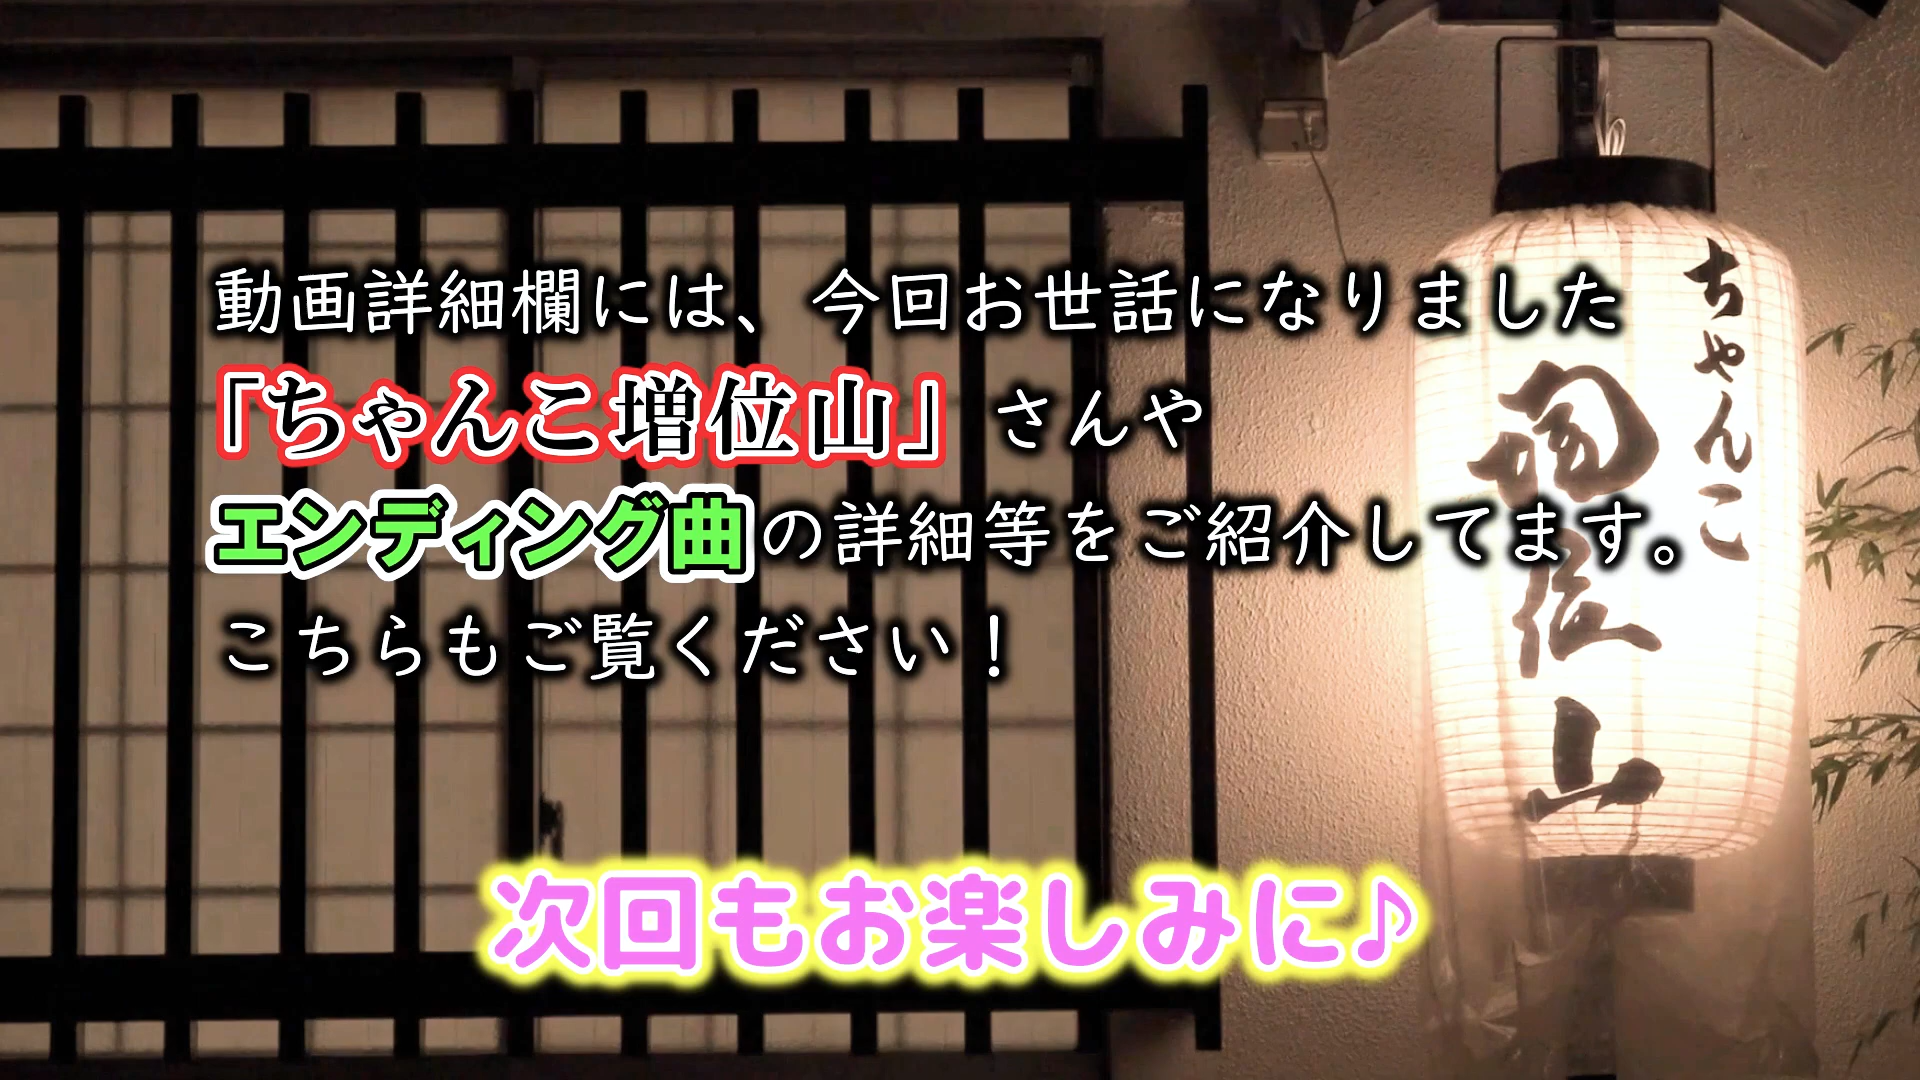 動画詳細欄には、今回お世話になりました
「ちゃんこ増位山」さんや
エンディング曲の詳細等をご紹介してます。
こちらもご覧ください！
次回もお楽しみに♪
ちゃんこ
増位山